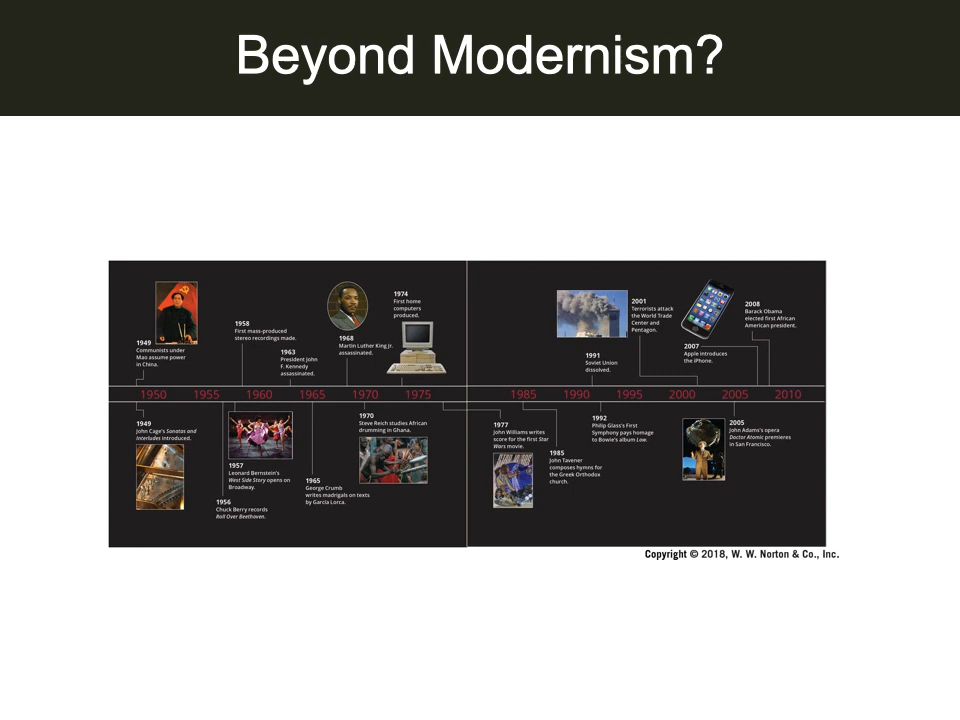 Beyond Modernism?
1949
Communists under
Mao assume power
in China.
1958
First mass-produced
stereo recordings made.
1963
President John
F. Kennedy
assassinated.
1968
Martin Luther King Jr.
assassinated.
1974
First home
computers
produced.
1991
Soviet Union
dissolved.
2001
Terrorists attack
the World Trade
Center and
Pentagon.
2007
Apple introduces
the iPhone.
2008
Barack Obama
elected first African
American president.
1950 1955 1960 1965 1970 1975 1985 1990 1995 2000 2005 2010
1949
John Cage's Sonatas and
Interludes introduced.
1956
Chuck Berry records
Roll Over Beethoven.
1957
Leonard Bernstein's
West Side Story opens on
Broadway.
1965
George Crumb
writes madrigals on texts
by García Lorca.
1970
Steve Reich studies African
drumming in Ghana.
1977
John Williams writes
score for the first Star
Wars movie.
1985
John Tavener
composes hymns for
the Greek Orthodox
church.
1992
Philip Glass's First
Symphony pays homage
to Bowie's album Low.
2005
John Adams's opera
Doctor Atomic premieres
in San Francisco.
STAR WARS
Copyright © 2018, W. W. Norton & Co., Inc.